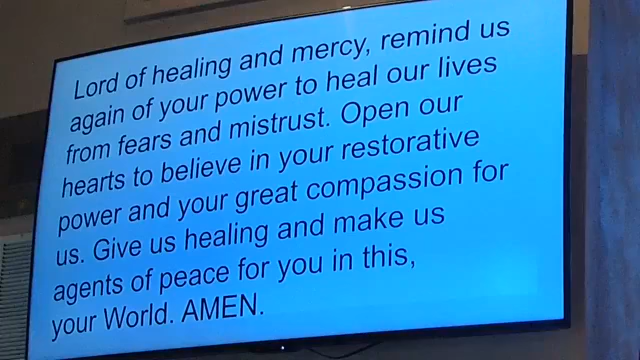 Lord of healing and mercy, remind us
again of your power to heal our lives
from fears and mistrust. Open our
hearts to believe in your restorative
power and your great compassion for
us. Give us healing and make us
agents of peace for you in this,
your World. AMEN.